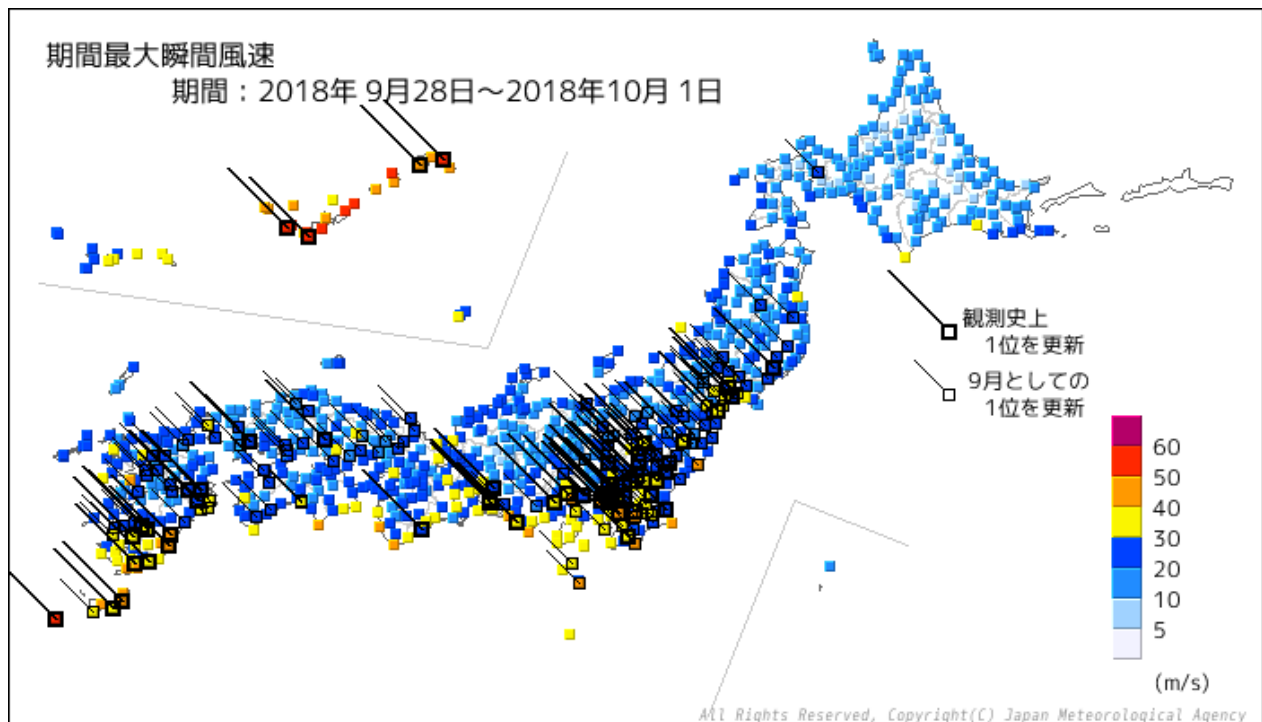 期間最大瞬間風速
期間：2018年 9月28日～2018年10月 1日
観測史上
1位を更新
9月としての
1位を更新
60
50
40
30
20
10
5
(m/s)
All Rights Reserved, Copyright(C) Japan Meteorological Agency